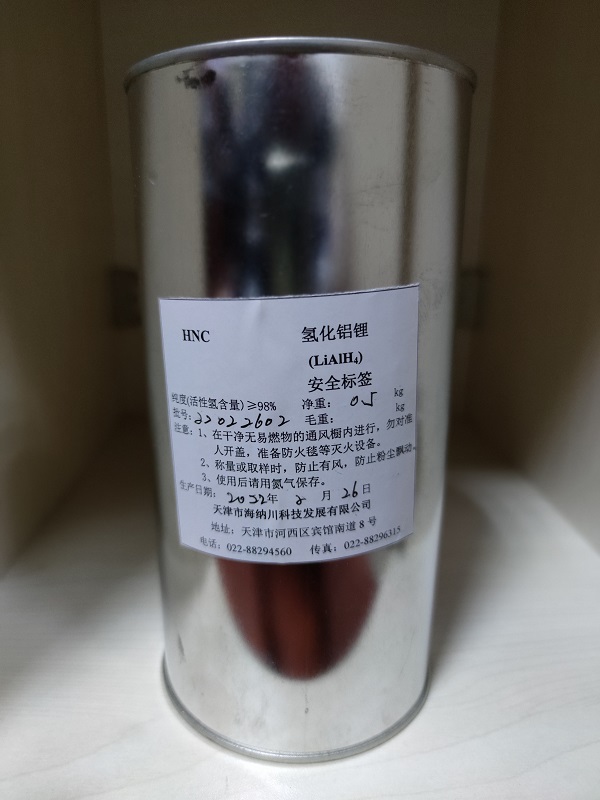 HNC 氢化铝锂
(LiAlH4)
安全标签
纯度(活性氢含量)≥98% 净重: 0.5 kg
批号:22022602 毛重: kg
注意:1、在干净无易燃物的通风橱内进行,勿对准
人开盖,准备防火毯等灭火设备。
2、称量或取样时,防止有风,防止粉尘飘动。
3、使用后请用氮气保存。
生产日期: 2022年 2 月 26日
天津市海纳川科技发展有限公司
地址:天津市河西区宾馆南道 8 号
电话:022-88294560 传真:022-88296315